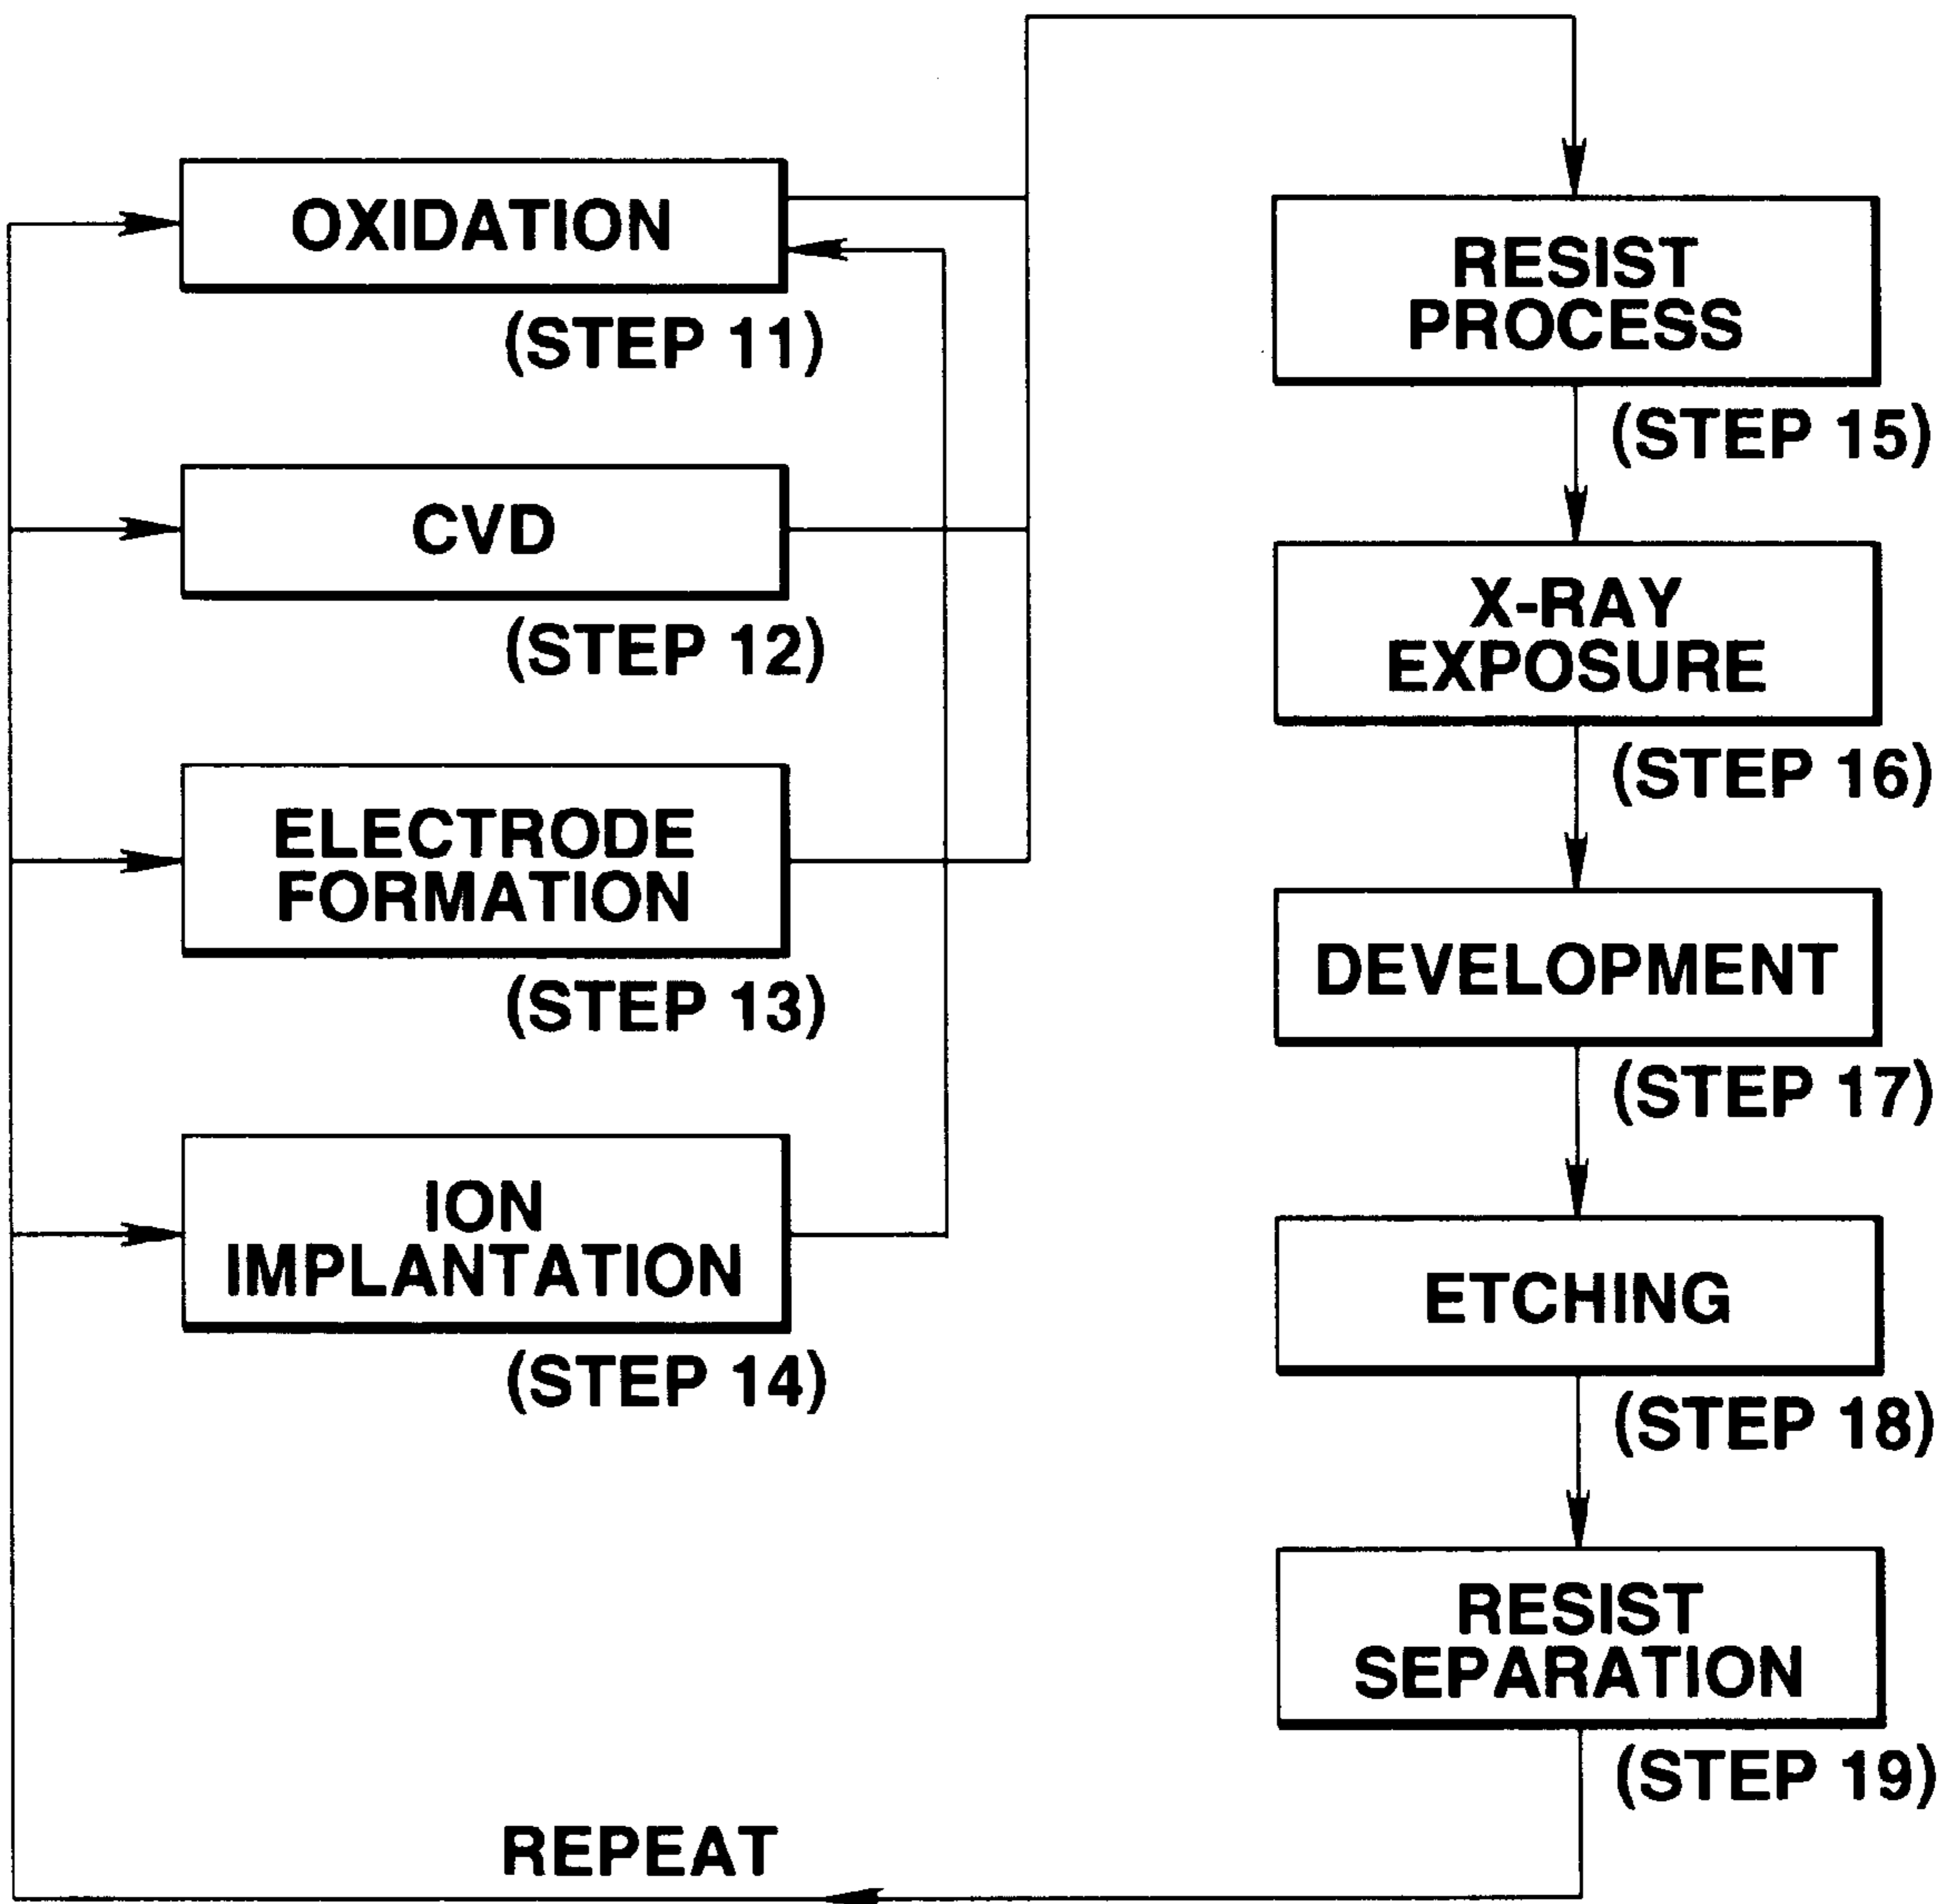 OXIDATION
(STEP 11)
CVD
(STEP 12)
ELECTRODE
FORMATION
(STEP 13)
ION
IMPLANTATION
(STEP 14)
RESIST
PROCESS
(STEP 15)
X-RAY
EXPOSURE
(STEP 16)
DEVELOPMENT
(STEP 17)
ETCHING
(STEP 18)
RESIST
SEPARATION
(STEP 19)
REPEAT